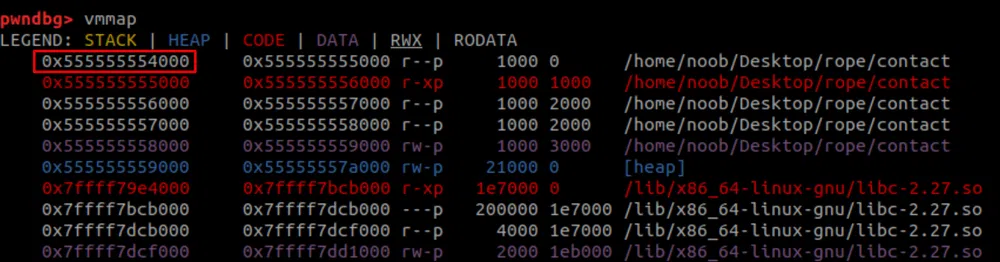 pwndbg> vmmap
LEGEND: STACK | HEAP | CODE | DATA | RWX | RODATA
0x555555554000 0x555555555000 r--p 1000 0 /home/noob/Desktop/rope/contact
0x555555555000 0x555555556000 r-xp 1000 1000 /home/noob/Desktop/rope/contact
0x555555556000 0x555555557000 r--p 1000 2000 /home/noob/Desktop/rope/contact
0x555555557000 0x555555558000 r--p 1000 2000 /home/noob/Desktop/rope/contact
0x555555558000 0x555555559000 rw-p 1000 3000 /home/noob/Desktop/rope/contact
0x555555559000 0x55555557a000 rw-p 21000 0 [heap]
0x7ffff79e4000 0x7ffff7bcb000 r-xp 1e7000 0 /lib/x86_64-linux-gnu/libc-2.27.so
0x7ffff7bcb000 0x7ffff7dcb000 ---p 200000 1e7000 /lib/x86_64-linux-gnu/libc-2.27.so
0x7ffff7dcb000 0x7ffff7dcf000 r--p 4000 1e7000 /lib/x86_64-linux-gnu/libc-2.27.so
0x7ffff7dcf000 0x7ffff7dd1000 rw-p 2000 1eb000 /lib/x86_64-linux-gnu/libc-2.27.so